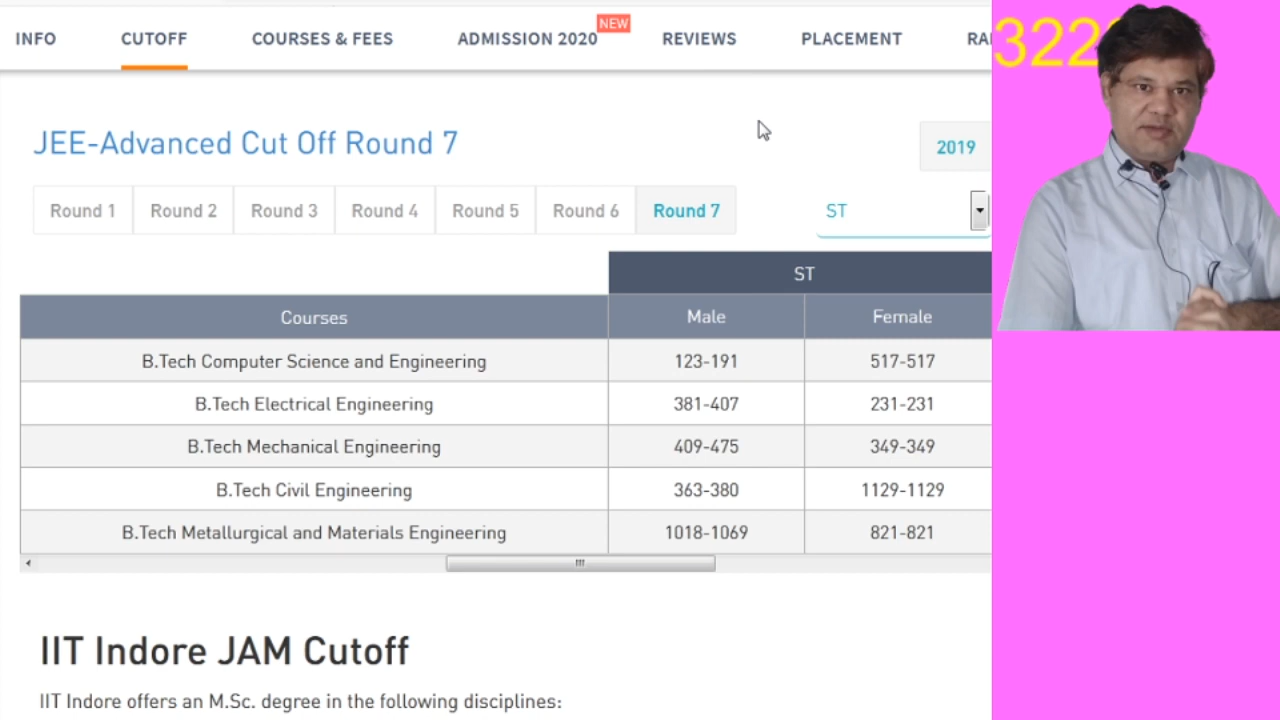 INFO CUTOFF COURSES & FEES ADMISSION 2020 NEW REVIEWS PLACEMENT
JEE-Advanced Cut Off Round 7 2019
Round 1 Round 2 Round 3 Round 4 Round 5 Round 6 Round 7 ST
ST
Courses Male Female
B.Tech Computer Science and Engineering 123-191 517-517
B.Tech Electrical Engineering 381-407 231-231
B.Tech Mechanical Engineering 409-475 349-349
B.Tech Civil Engineering 363-380 1129-1129
B.Tech Metallurgical and Materials Engineering 1018-1069 821-821
IIT Indore JAM Cutoff
IIT Indore offers an M.Sc. degree in the following disciplines: